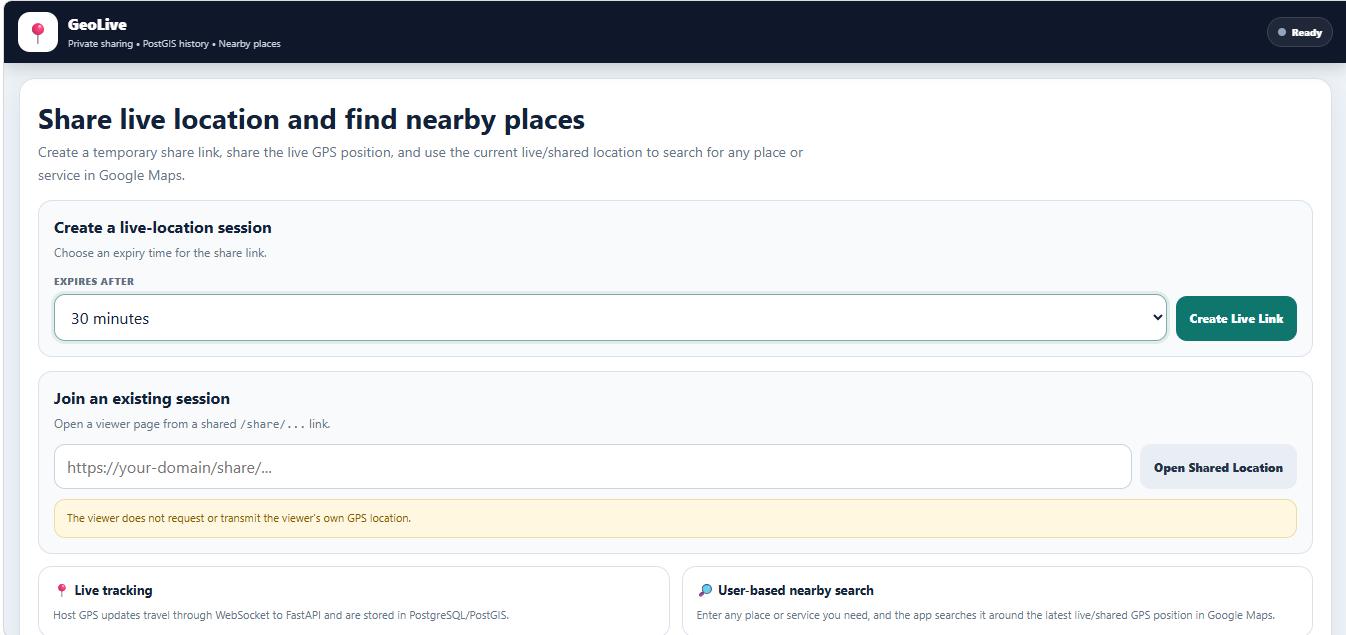 GeoLive
Private sharing • PostGIS history • Nearby places
Ready
Share live location and find nearby places
Create a temporary share link, share the live GPS position, and use the current live/shared location to search for any place or
service in Google Maps.
Create a live-location session
Choose an expiry time for the share link.
EXPIRES AFTER
30 minutes
Create Live Link
Join an existing session
Open a viewer page from a shared /share/... link.
https://your-domain/share/...
Open Shared Location
The viewer does not request or transmit the viewer's own GPS location.
Live tracking
Host GPS updates travel through WebSocket to FastAPI and are stored in PostgreSQL/PostGIS.
User-based nearby search
Enter any place or service you need, and the app searches it around the latest live/shared GPS position in Google Maps.